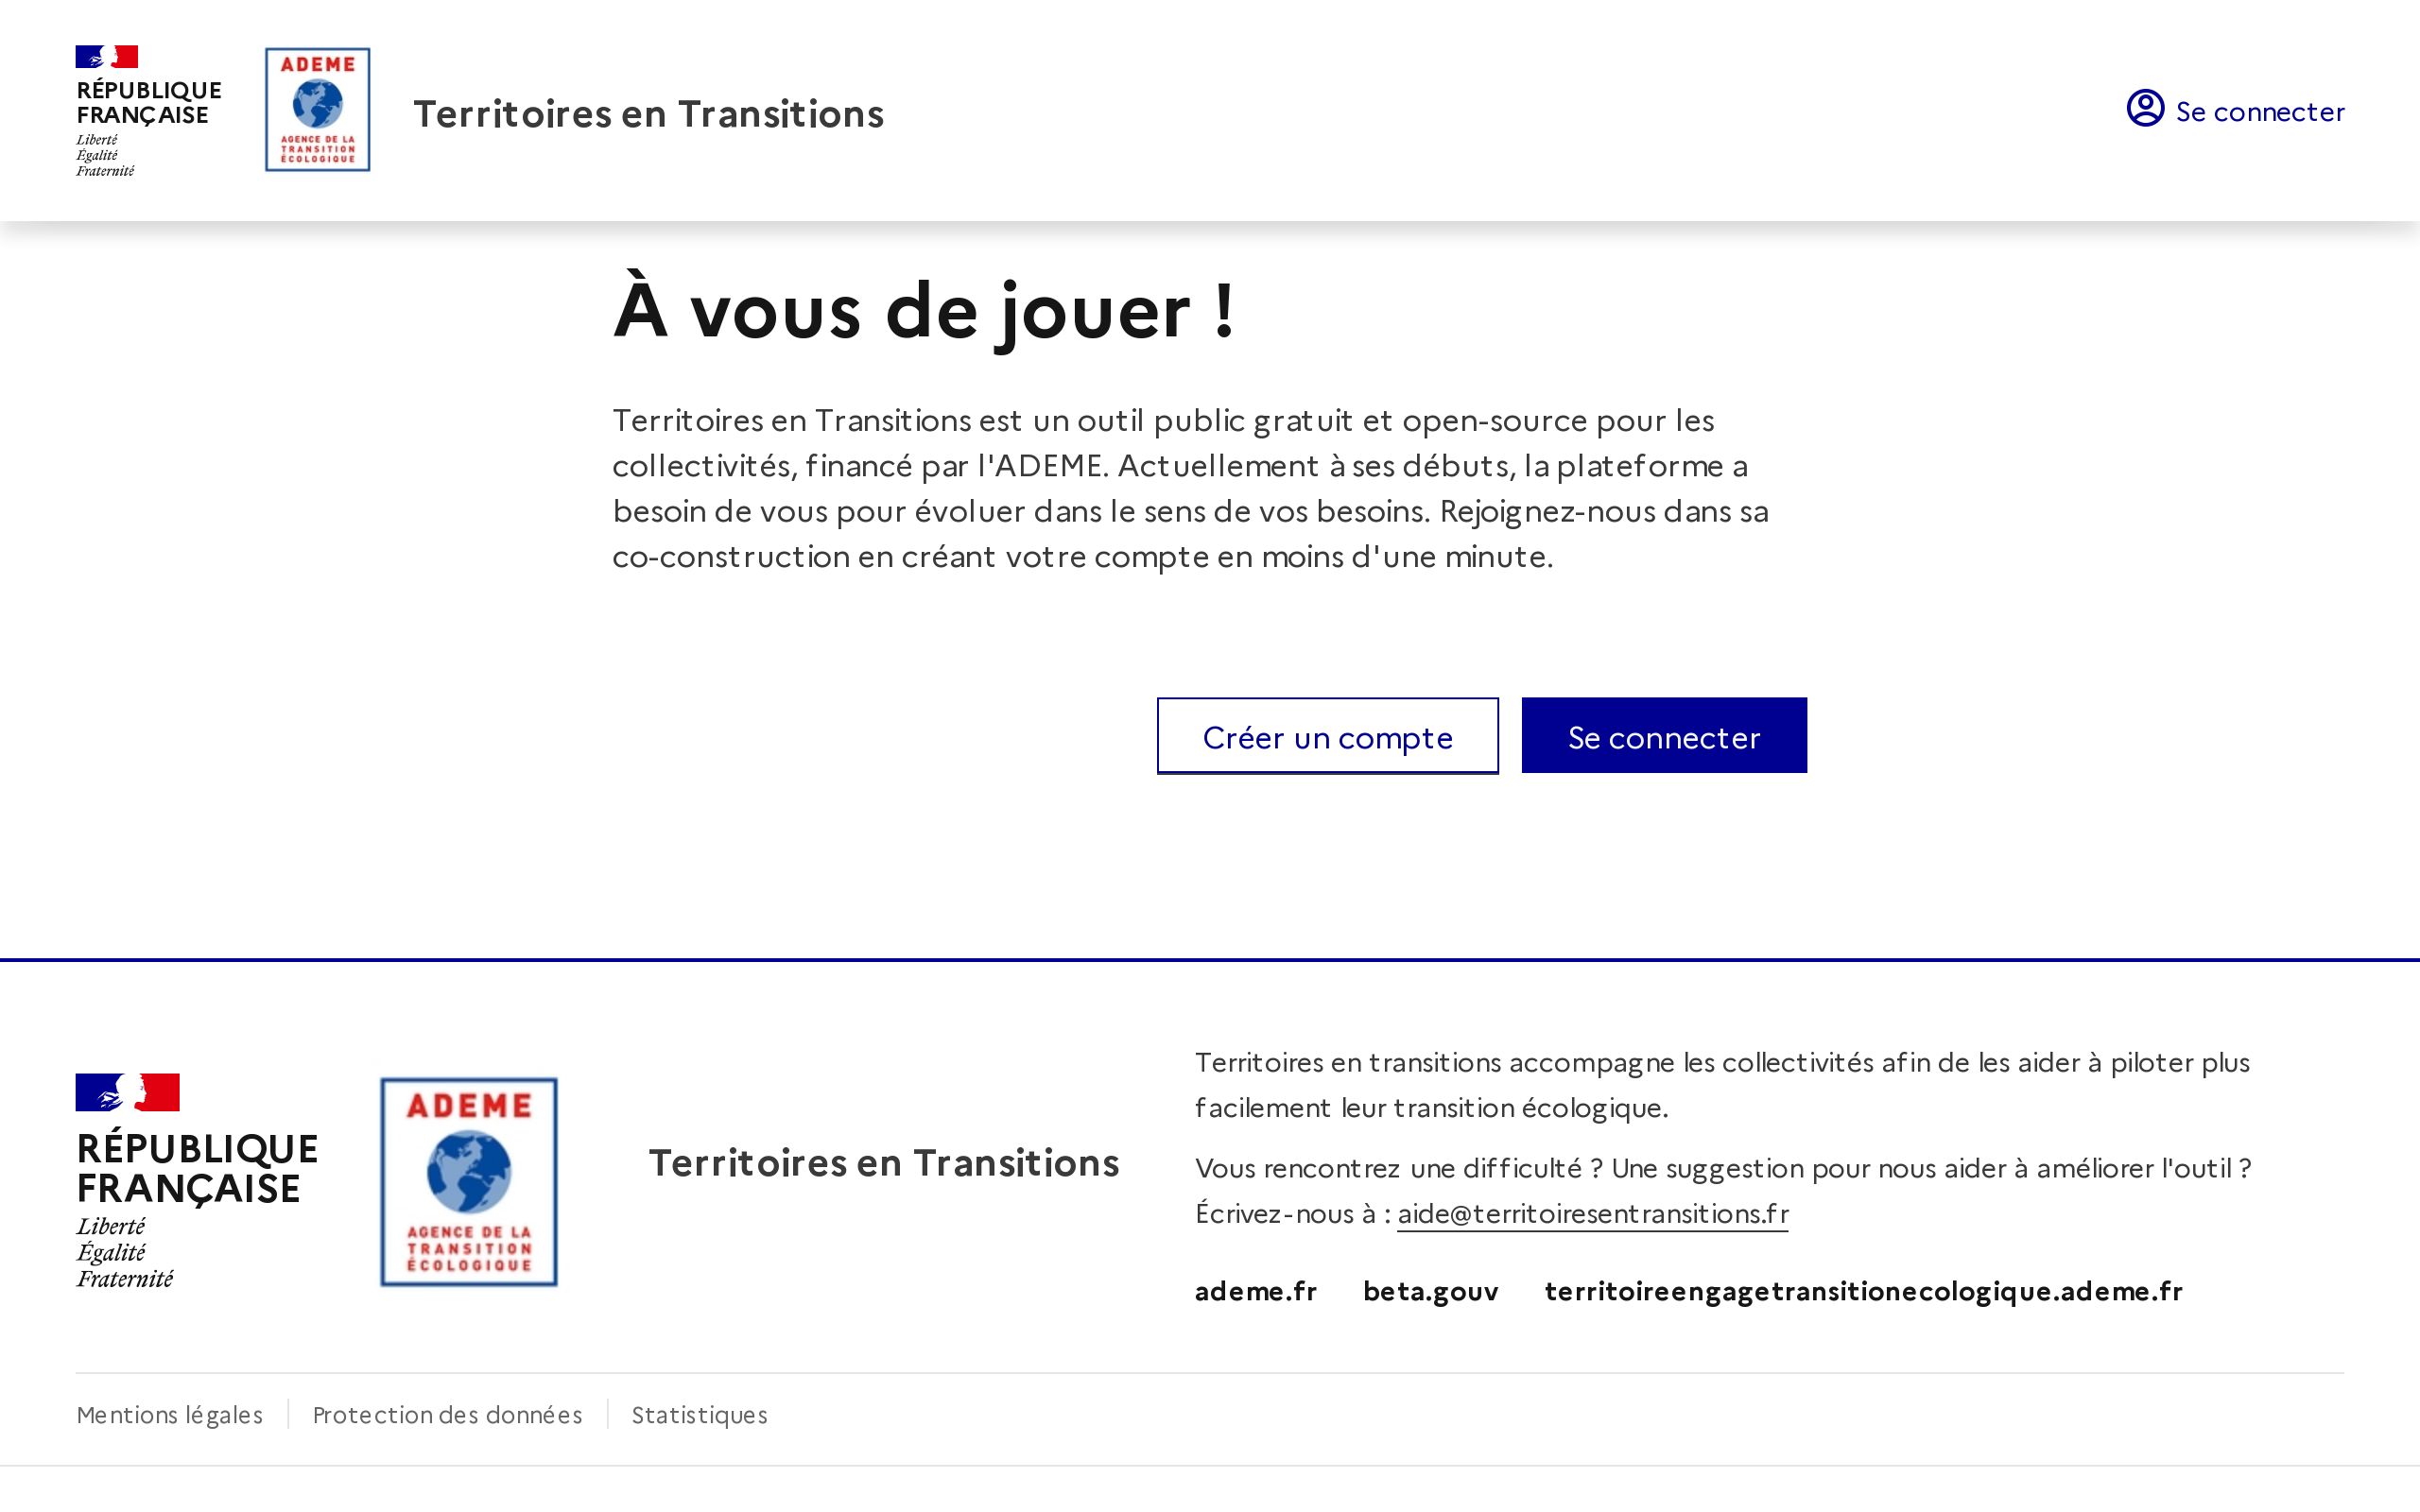 RÉPUBLIQUE
FRANÇAISE
Liberté
Égalité
Fraternité
ADEME
AGENCE DE LA
TRANSITION
ÉCOLOGIQUE
Territoires en Transitions
Se connecter
À vous de jouer !
Territoires en Transitions est un outil public gratuit et open-source pour les
collectivités, financé par l'ADEME. Actuellement à ses débuts, la plateforme a
besoin de vous pour évoluer dans le sens de vos besoins. Rejoignez-nous dans sa
co-construction en créant votre compte en moins d'une minute.
Créer un compte
Se connecter
RÉPUBLIQUE
FRANÇAISE
Liberté
Égalité
Fraternité
ADEME
AGENCE DE LA
TRANSITION
ÉCOLOGIQUE
Territoires en Transitions
Territoires en transitions accompagne les collectivités afin de les aider à piloter plus
facilement leur transition écologique.
Vous rencontrez une difficulté ? Une suggestion pour nous aider à améliorer l'outil ?
Écrivez-nous à : aide@territoiresentransitions.fr
ademe.fr beta.gouv territoireengagetransitionecologique.ademe.fr
Mentions légales Protection des données Statistiques